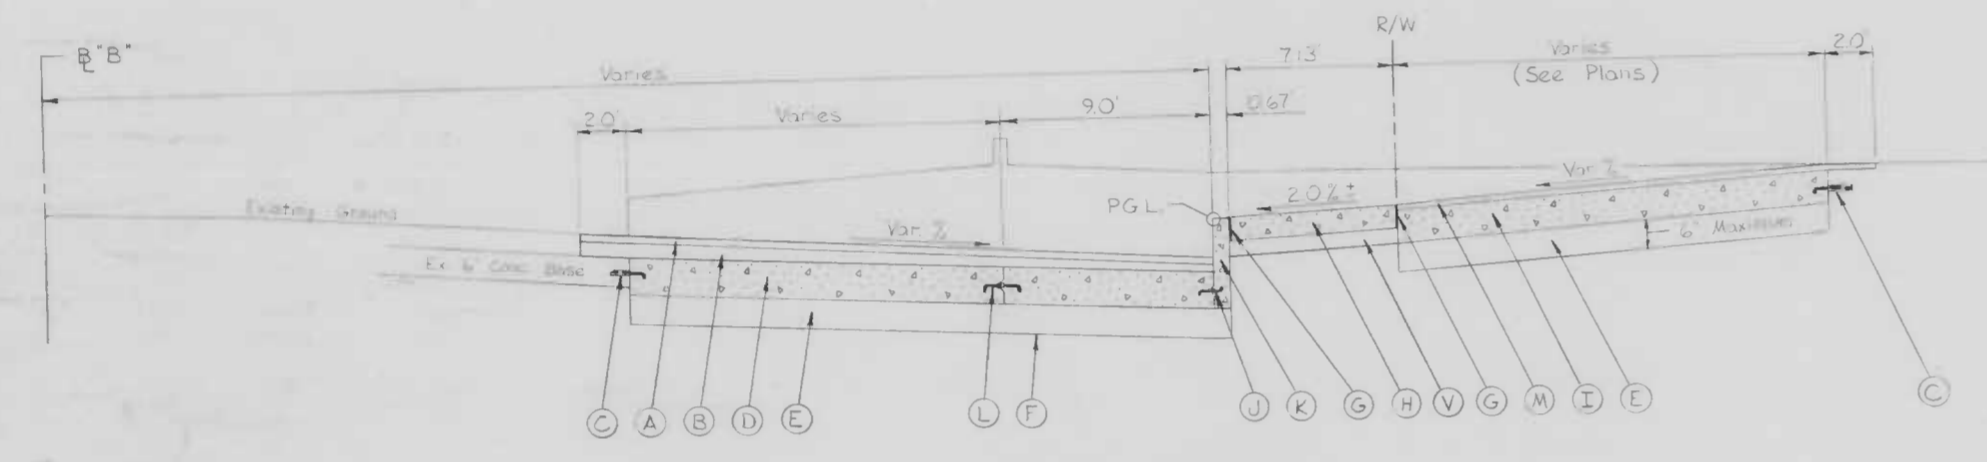 R/W
B "B"
7.13'
Varies
2.0'
Varies
(See Plans)
2.0'
Varies
9.0'
0.67'
Var. %
2.0% ±
P.G.L.
Existing Ground
Var. %
6" Maximum
Ex. 6" Conc. Base
C A B D E L F J K G H V G M I E C